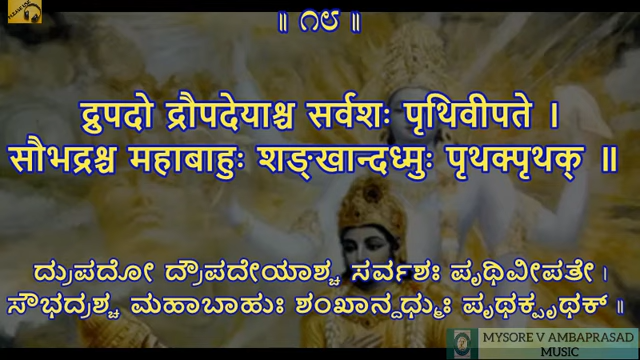 ॥ ೧೮ ॥
द्रुपदो द्रौपदेयाश्च सर्वशः पृथिवीपते ।
सौभद्रश्च महाबाहुः शङ्खान्दध्मुः पृथक्पृथक् ॥
ದ್ರುಪದೋ ದ್ರೌಪದೇಯಾಶ್ಚ ಸರ್ವಶಃ ಪೃಥಿವೀಪತೇ ।
ಸೌಭದ್ರಶ್ಚ ಮಹಾಬಾಹುಃ ಶಂಖಾನ್ದಧ್ಮುಃ ಪೃಥಕ್ಪೃಥಕ್ ॥
MYSORE V AMBAPRASAD
MUSIC